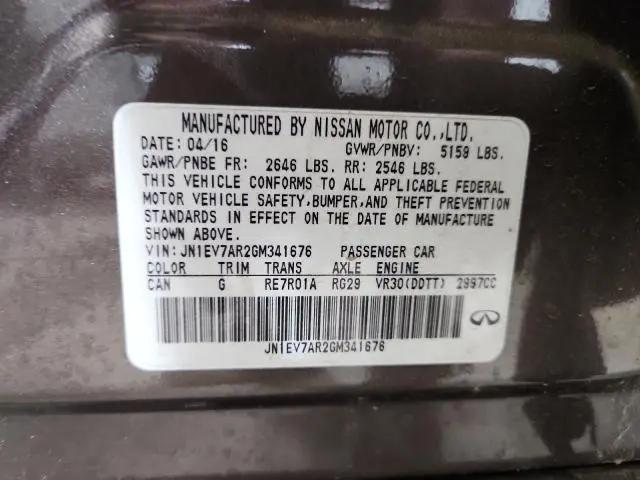 MANUFACTURED BY NISSAN MOTOR CO.,LTD.
DATE: 04/16 GVWR/PNBV: 5159 LBS.
GAWR/PNBE FR: 2646 LBS. RR: 2546 LBS.
THIS VEHICLE CONFORMS TO ALL APPLICABLE FEDERAL
MOTOR VEHICLE SAFETY,BUMPER,AND THEFT PREVENTION
STANDARDS IN EFFECT ON THE DATE OF MANUFACTURE
SHOWN ABOVE.
VIN:JN1EV7AR2GM341676 PASSENGER CAR
COLOR TRIM TRANS AXLE ENGINE
CAN G RE7R01A RG29 VR30(DDTT) 2997CC
JN1EV7AR2GM341676